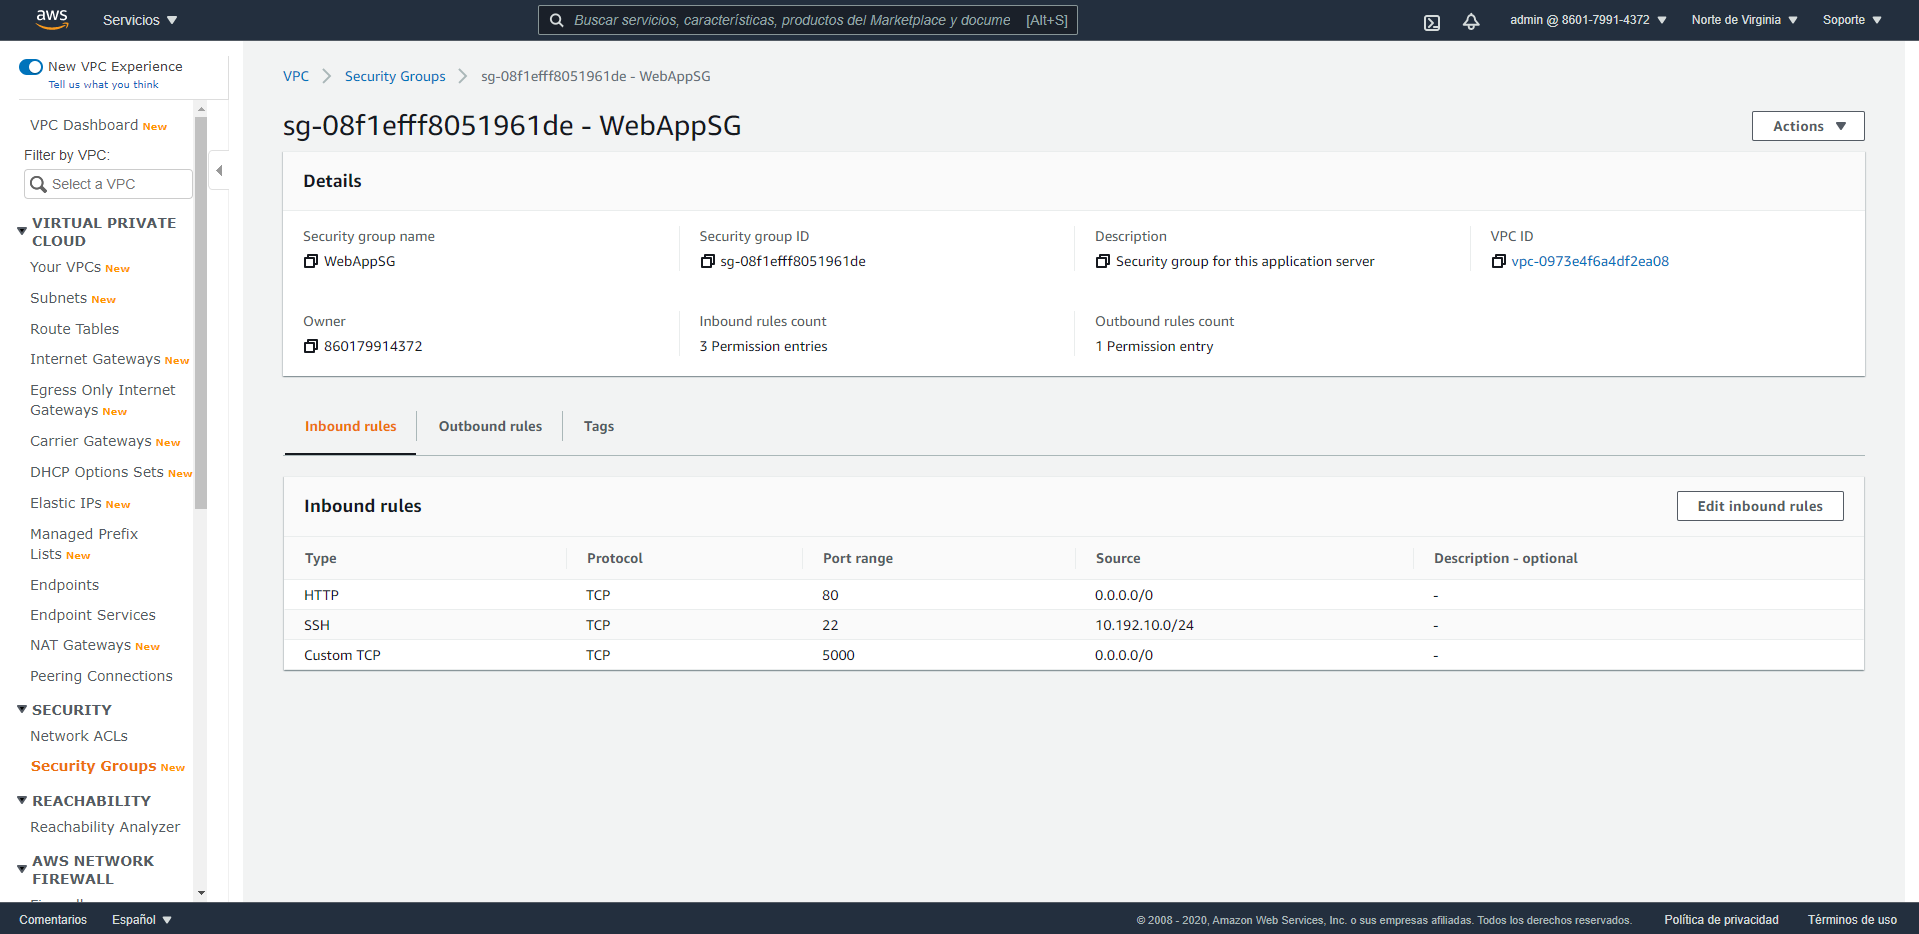 aws Servicios Buscar servicios, características, productos del Marketplace y docume [Alt+S] admin @ 8601-7991-4372 Norte de Virginia Soporte
New VPC Experience
Tell us what you think
VPC Dashboard New
Filter by VPC:
Select a VPC
VIRTUAL PRIVATE
CLOUD
Your VPCs New
Subnets New
Route Tables
Internet Gateways New
Egress Only Internet
Gateways New
Carrier Gateways New
DHCP Options Sets New
Elastic IPs New
Managed Prefix
Lists New
Endpoints
Endpoint Services
NAT Gateways New
Peering Connections
SECURITY
Network ACLs
Security Groups New
REACHABILITY
Reachability Analyzer
AWS NETWORK
FIREWALL
VPC Security Groups sg-08f1efff8051961de - WebAppSG
sg-08f1efff8051961de - WebAppSG
Actions
Details
Security group name Security group ID Description VPC ID
WebAppSG sg-08f1efff8051961de Security group for this application server vpc-0973e4f6a4df2ea08
Owner Inbound rules count Outbound rules count
860179914372 3 Permission entries 1 Permission entry
Inbound rules Outbound rules Tags
Inbound rules Edit inbound rules
Type Protocol Port range Source Description - optional
HTTP TCP 80 0.0.0.0/0 -
SSH TCP 22 10.192.10.0/24 -
Custom TCP TCP 5000 0.0.0.0/0 -
Comentarios Español © 2008 - 2020, Amazon Web Services, Inc. o sus empresas afiliadas. Todos los derechos reservados. Política de privacidad Términos de uso